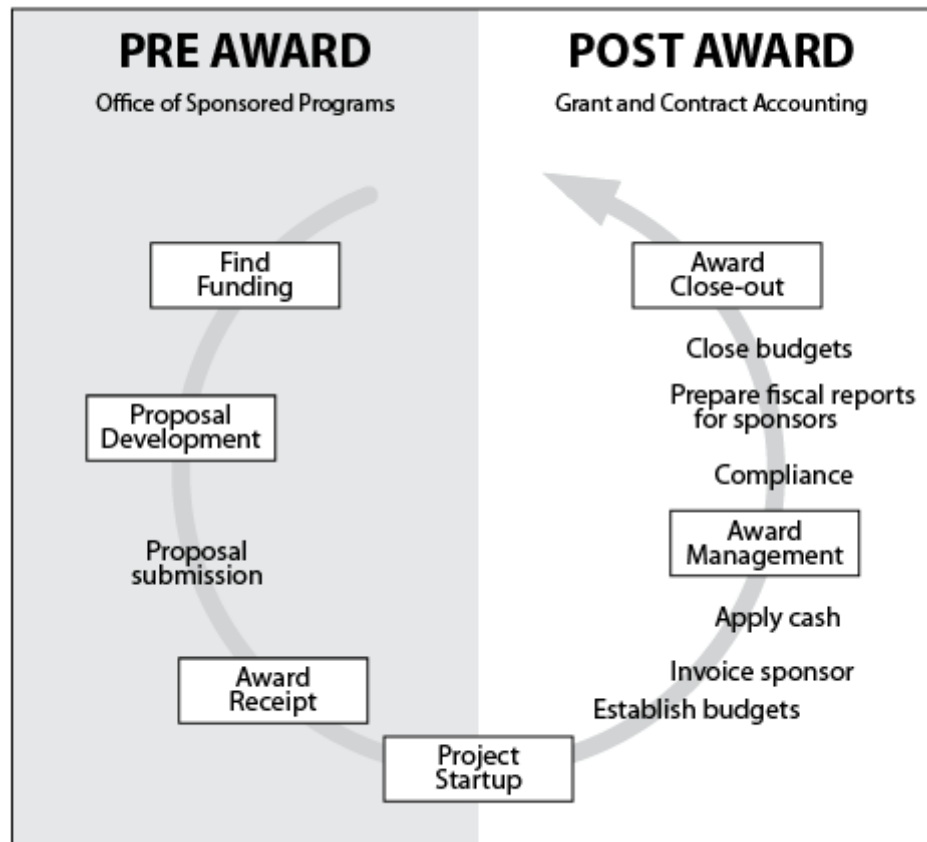 PRE AWARD
Office of Sponsored Programs
Find
Funding
Proposal
Development
Proposal
submission
Award
Receipt
Project
Startup
POST AWARD
Grant and Contract Accounting
Award
Close-out
Close budgets
Prepare fiscal reports
for sponsors
Compliance
Award
Management
Apply cash
Invoice sponsor
Establish budgets